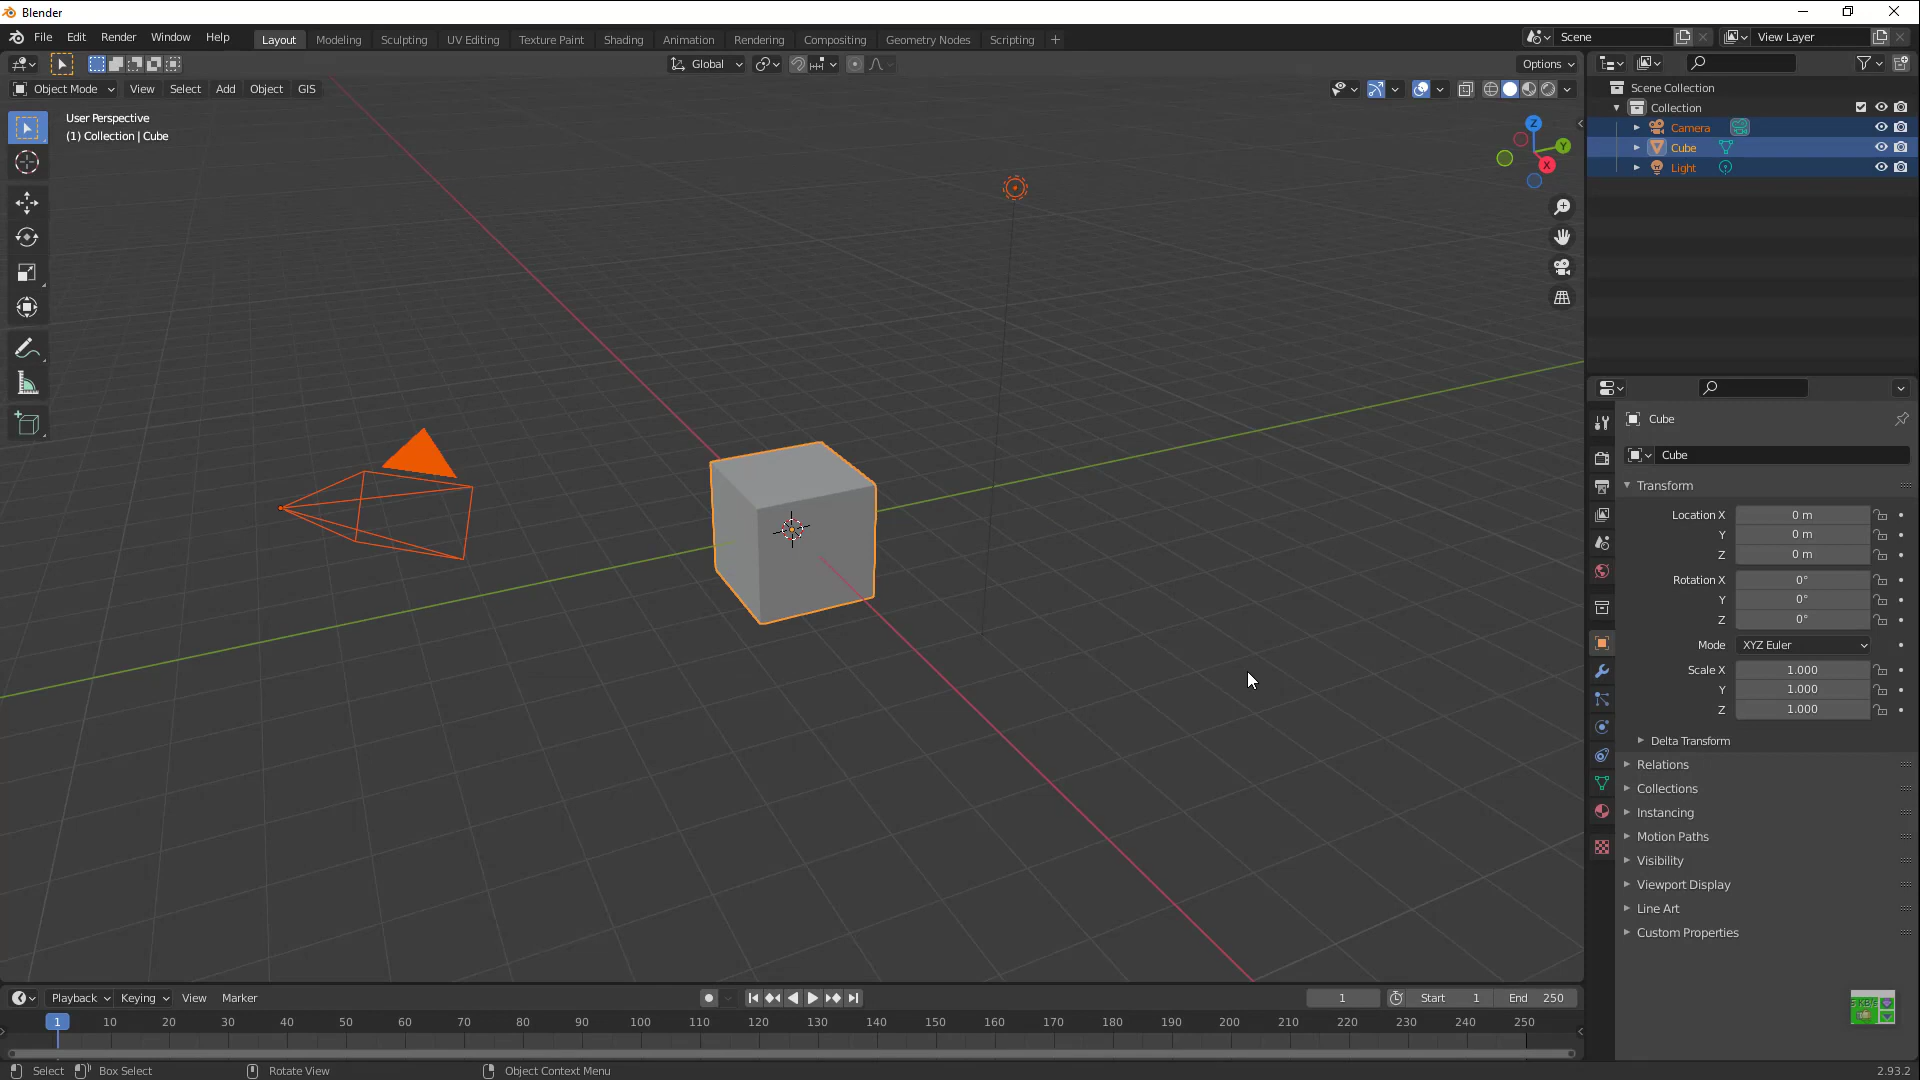 Blender
File Edit Render Window Help
Layout Modeling Sculpting UV Editing Texture Paint Shading Animation Rendering Compositing Geometry Nodes Scripting +
Scene
View Layer
Global
Options
Object Mode View Select Add Object GIS
User Perspective
(1) Collection | Cube
Z
Y
X
Scene Collection
Collection
Camera
Cube
Light
Cube
Cube
Transform
Location X 0 m
Y 0 m
Z 0 m
Rotation X 0°
Y 0°
Z 0°
Mode XYZ Euler
Scale X 1.000
Y 1.000
Z 1.000
Delta Transform
Relations
Collections
Instancing
Motion Paths
Visibility
Viewport Display
Line Art
Custom Properties
Playback Keying View Marker
1 Start 1 End 250
1 10 20 30 40 50 60 70 80 90 100 110 120 130 140 150 160 170 180 190 200 210 220 230 240 250
Select Box Select Rotate View Object Context Menu 2.93.2